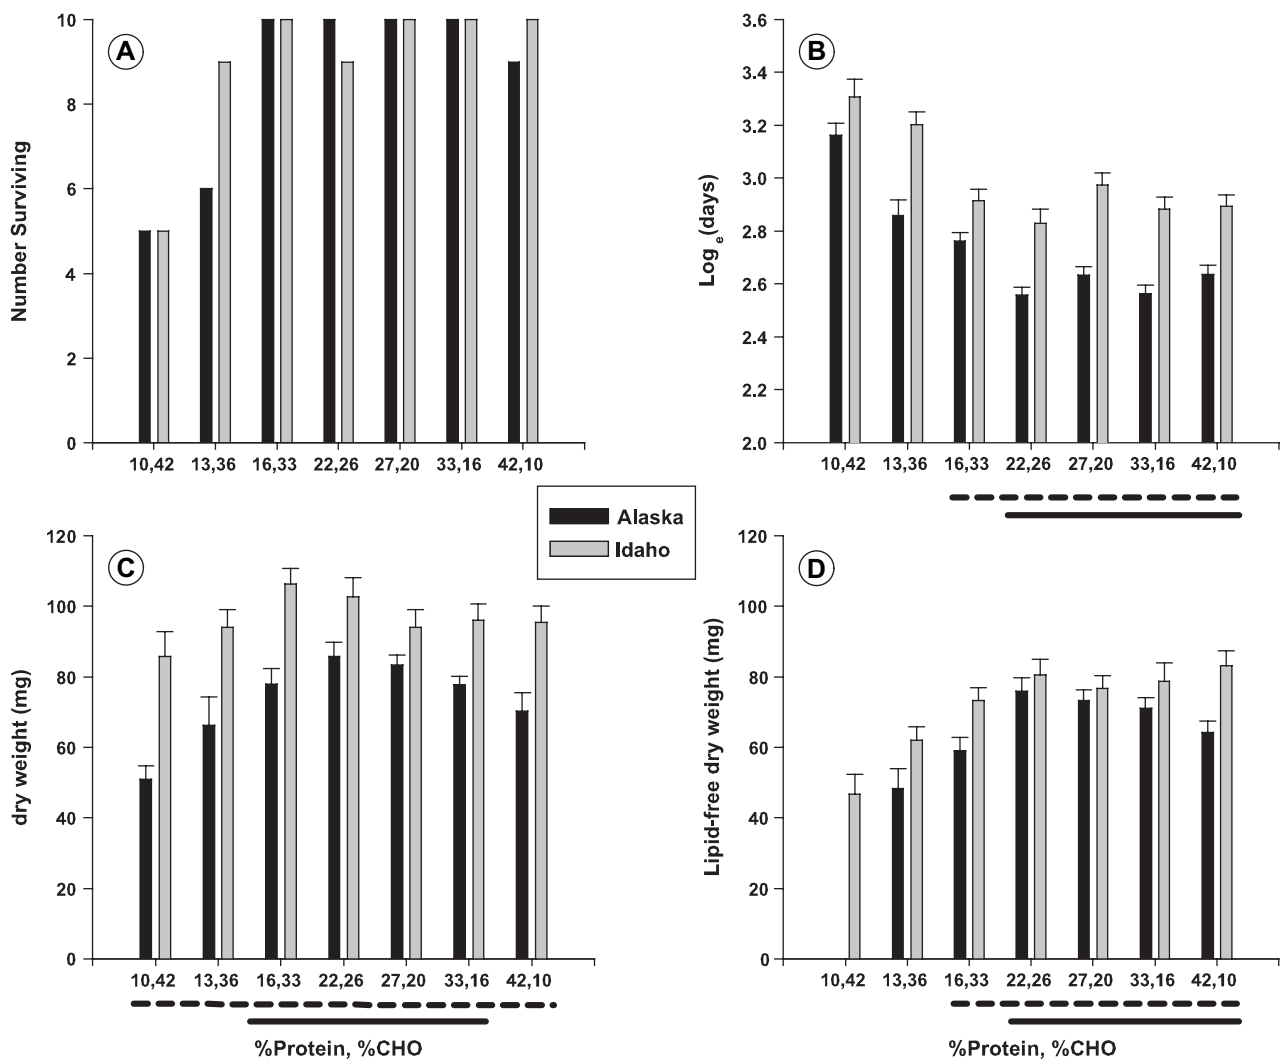 A
Number Surviving
10
8
6
4
2
0
10,42 13,36 16,33 22,26 27,20 33,16 42,10
B
Log e (days)
3.6
3.4
3.2
3.0
2.8
2.6
2.4
2.2
2.0
10,42 13,36 16,33 22,26 27,20 33,16 42,10
Alaska
Idaho
C
dry weight (mg)
120
100
80
60
40
20
0
10,42 13,36 16,33 22,26 27,20 33,16 42,10
%Protein, %CHO
D
Lipid-free dry weight (mg)
120
100
80
60
40
20
0
10,42 13,36 16,33 22,26 27,20 33,16 42,10
%Protein, %CHO